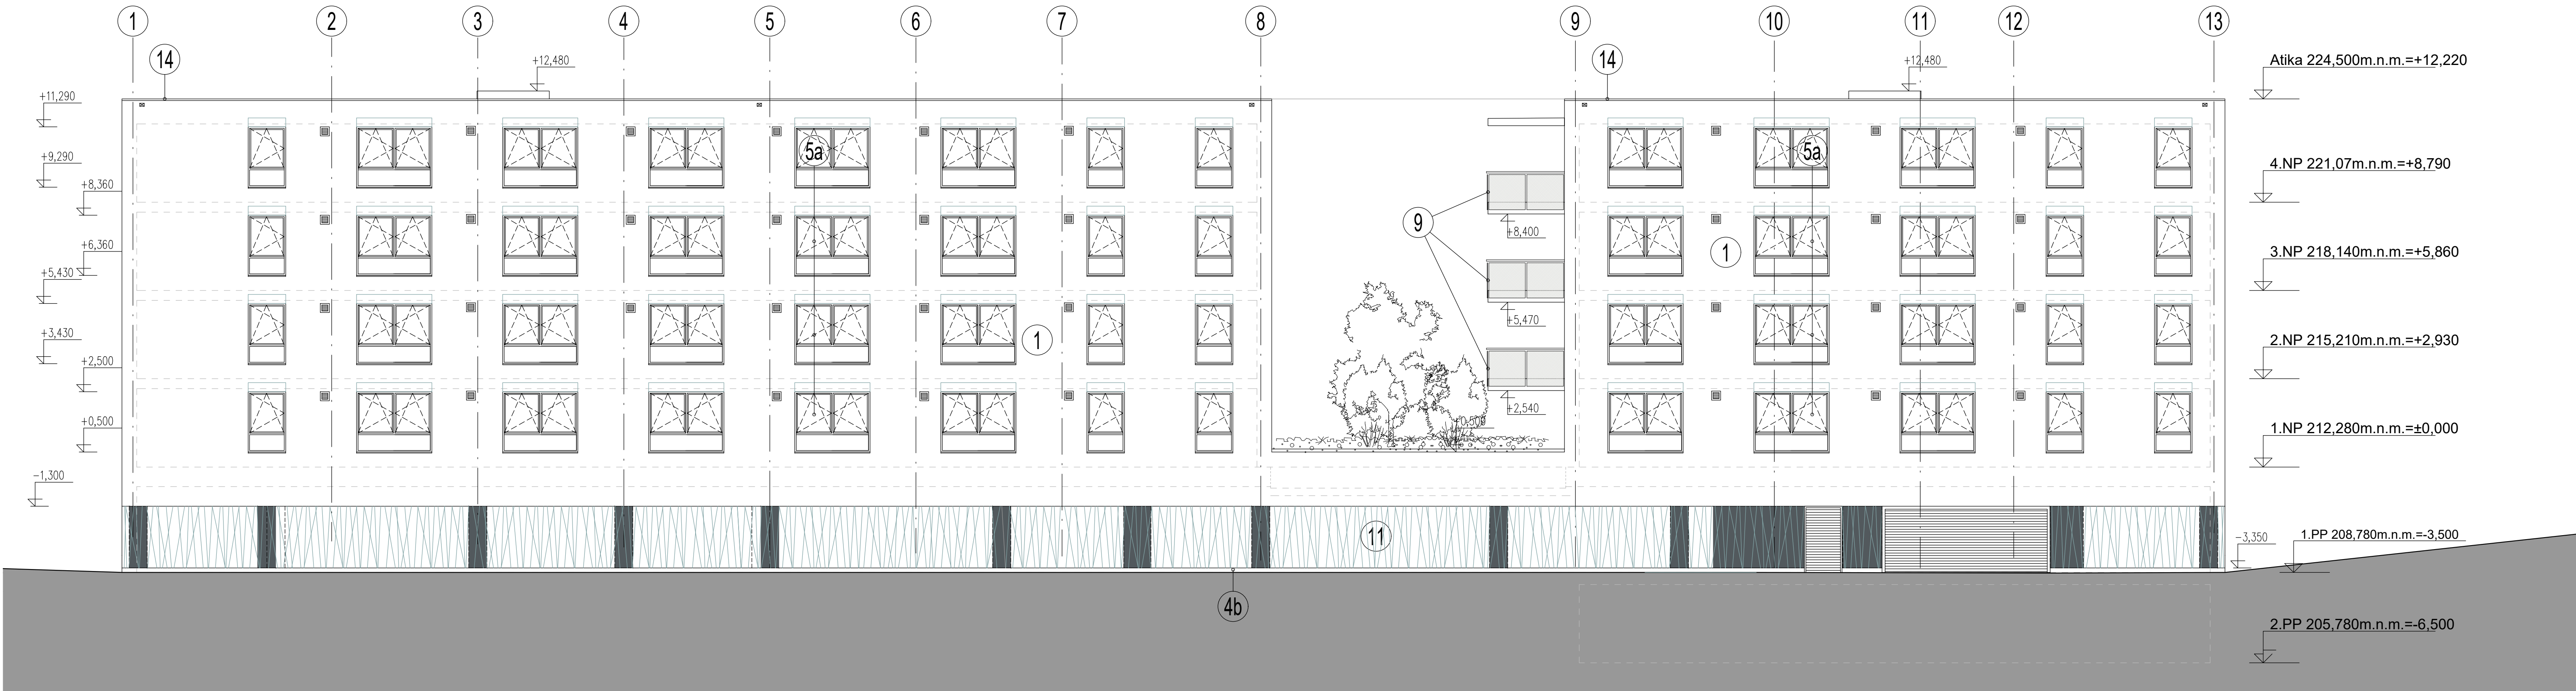 1 2 3 4 5 6 7 8 9 10 11 12 13
14
14
+12,480
+12,480
Atika 224,500m.n.m.=+12,220
+11,290
5a
5a
+9,290
4.NP 221,07m.n.m.=+8,790
+8,360
9
+8,400
1
+6,360
3.NP 218,140m.n.m.=+5,860
+5,430
+5,470
+3,430
1
2.NP 215,210m.n.m.=+2,930
+2,500
+2,540
+0,500
1.NP 212,280m.n.m.=±0,000
-1,300
11
-3,350
1.PP 208,780m.n.m.=-3,500
4b
2.PP 205,780m.n.m.=-6,500